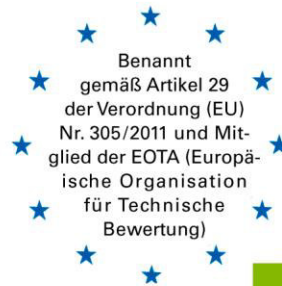 Benannt
gemäß Artikel 29
der Verordnung (EU)
Nr. 305/2011 und Mit-
glied der EOTA (Europä-
ische Organisation
für Technische
Bewertung)